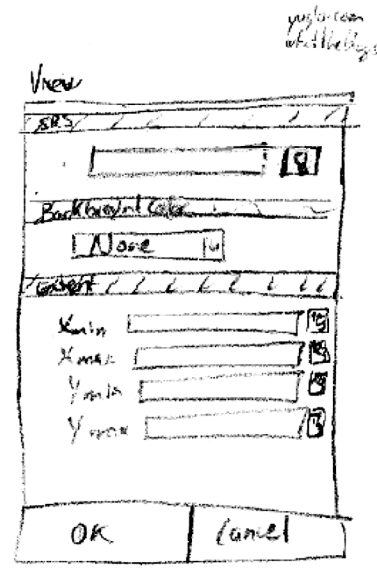 View
SRS
Background Color
None
Extent
Xmin
Xmax
Ymin
Ymax
OK
Cancel